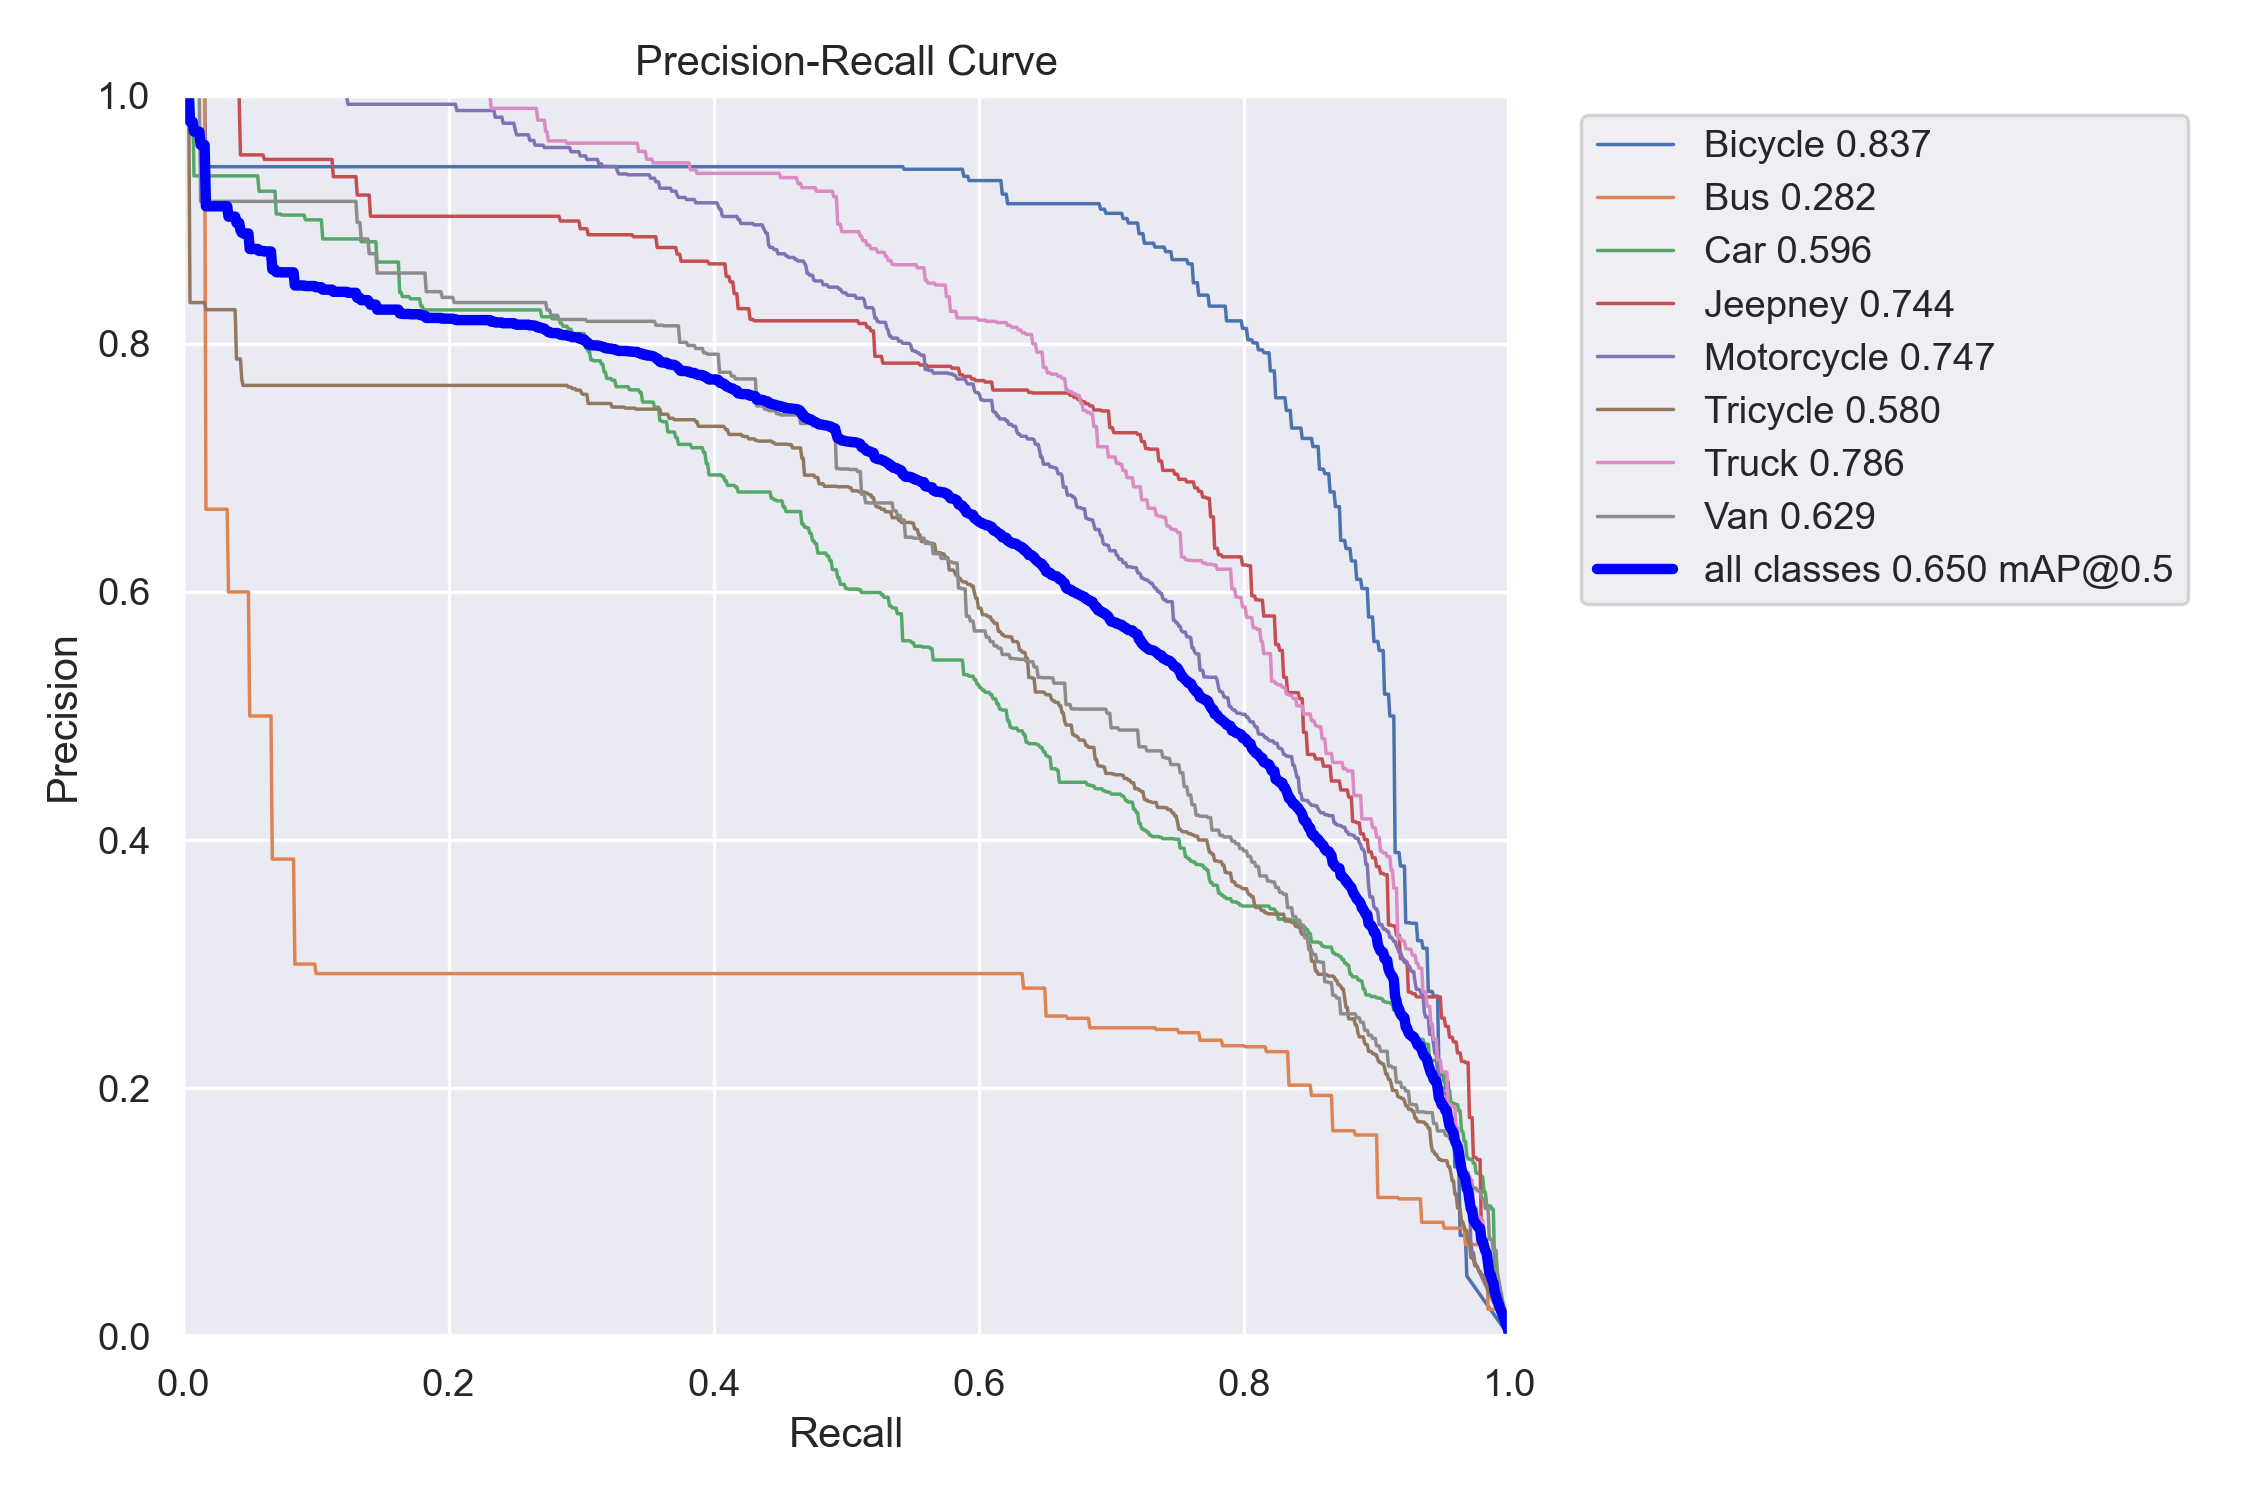 Precision-Recall Curve
1.0
0.8
0.6
0.4
0.2
0.0
Precision
0.0 0.2 0.4 0.6 0.8 1.0
Recall
Bicycle 0.837
Bus 0.282
Car 0.596
Jeepney 0.744
Motorcycle 0.747
Tricycle 0.580
Truck 0.786
Van 0.629
all classes 0.650 mAP@0.5